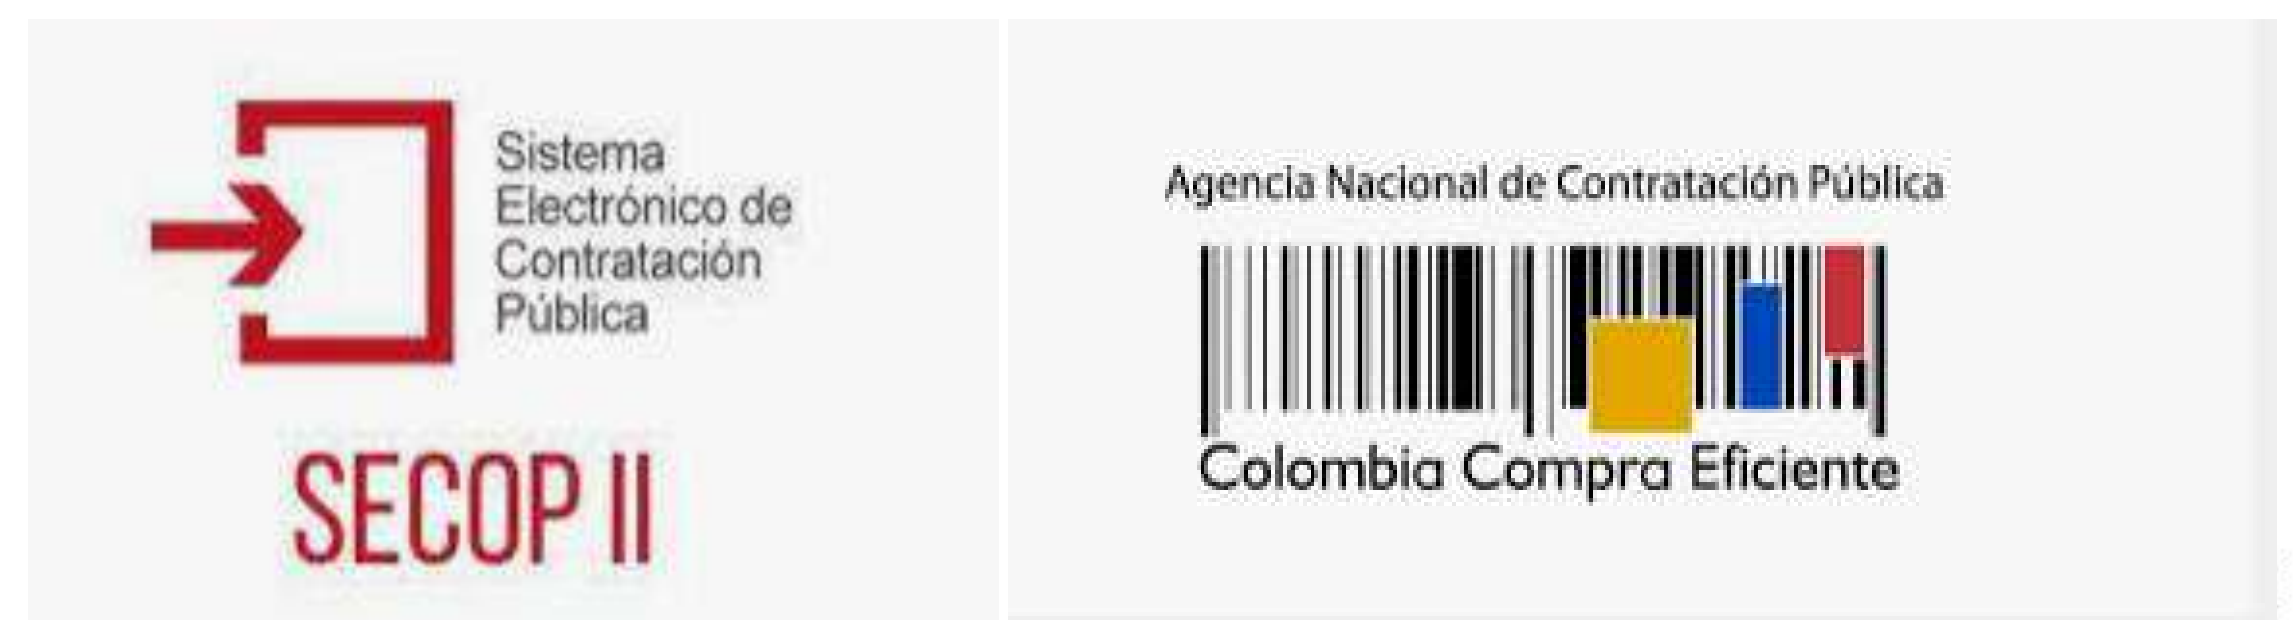 Sistema
Electrónico de
Contratación
Pública
SECOP II
Agencia Nacional de Contratación Pública
Colombia Compra Eficiente